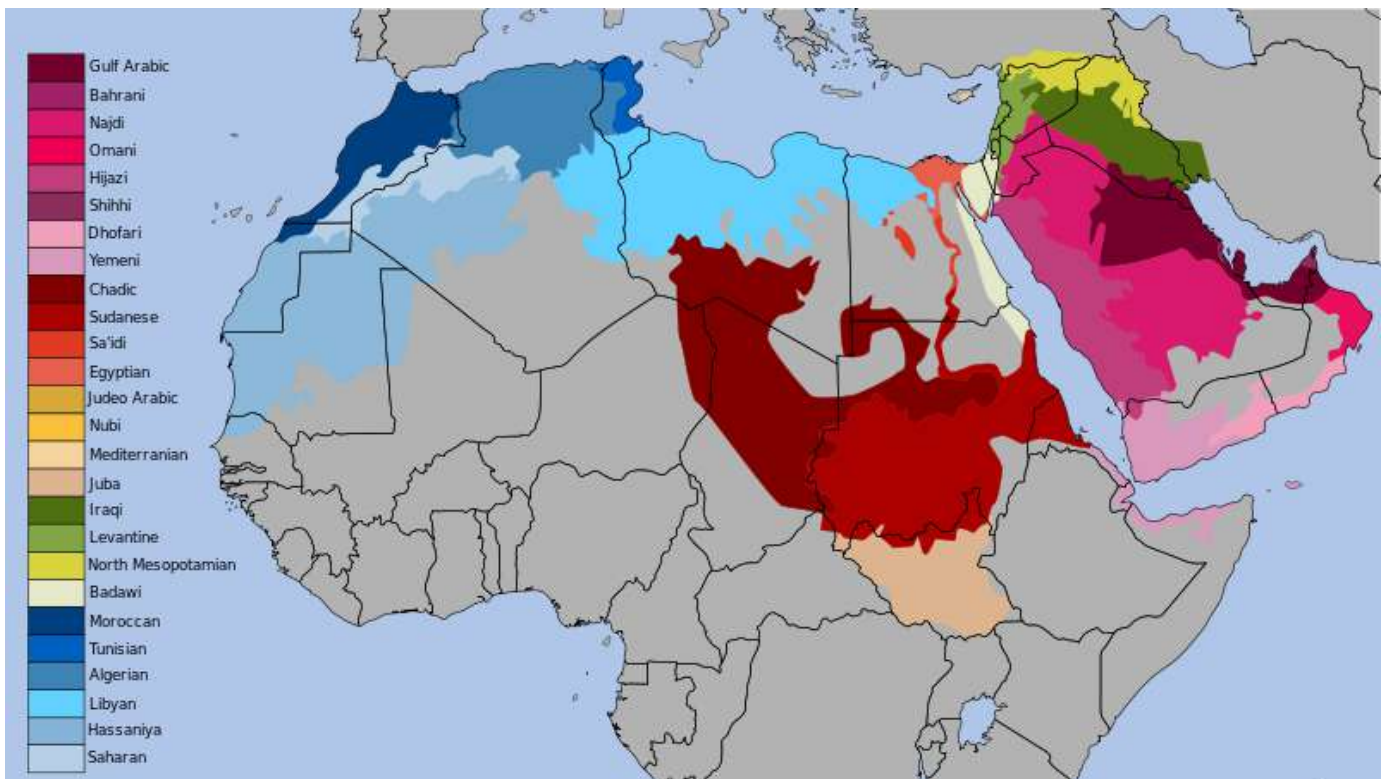 Gulf Arabic
Bahrani
Najdi
Omani
Hijazi
Shihhi
Dhofari
Yemeni
Chadic
Sudanese
Sa'idi
Egyptian
Judeo Arabic
Nubi
Mediterranian
Juba
Iraqi
Levantine
North Mesopotamian
Badawi
Moroccan
Tunisian
Algerian
Libyan
Hassaniya
Saharan